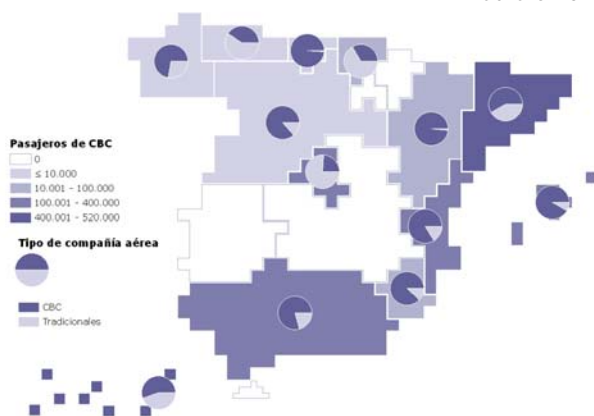 Pasajeros de CBC
0
≤ 10.000
10.001 - 100.000
100.001 - 400.000
400.001 - 520.000
Tipo de compañía aérea
CBC
Tradicionales